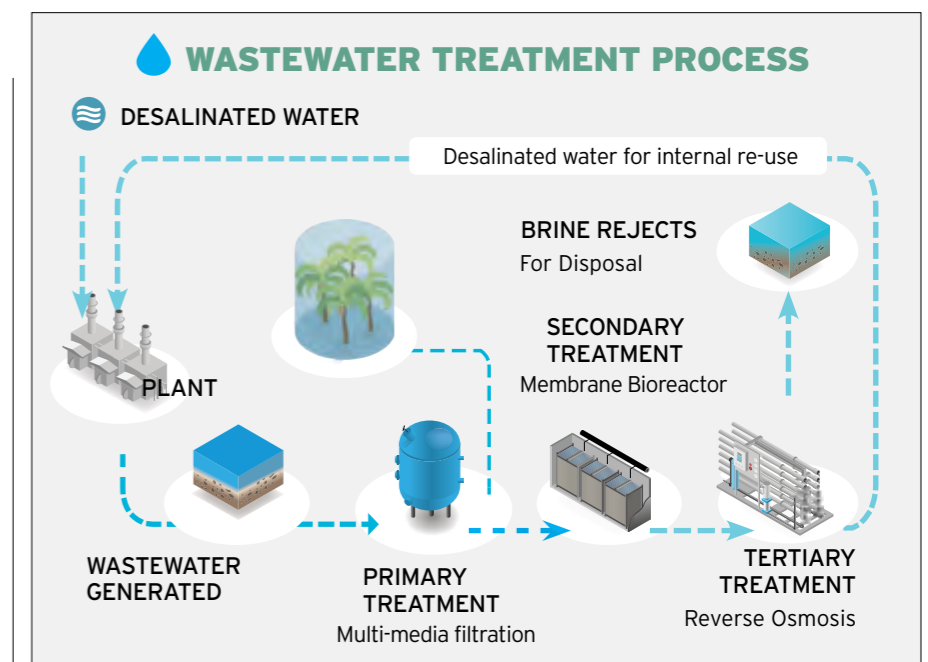 WASTEWATER TREATMENT PROCESS
DESALINATED WATER
Desalinated water for internal re-use
BRINE REJECTS
For Disposal
SECONDARY
TREATMENT
Membrane Bioreactor
PLANT
WASTEWATER
GENERATED
PRIMARY
TREATMENT
Multi-media filtration
TERTIARY
TREATMENT
Reverse Osmosis